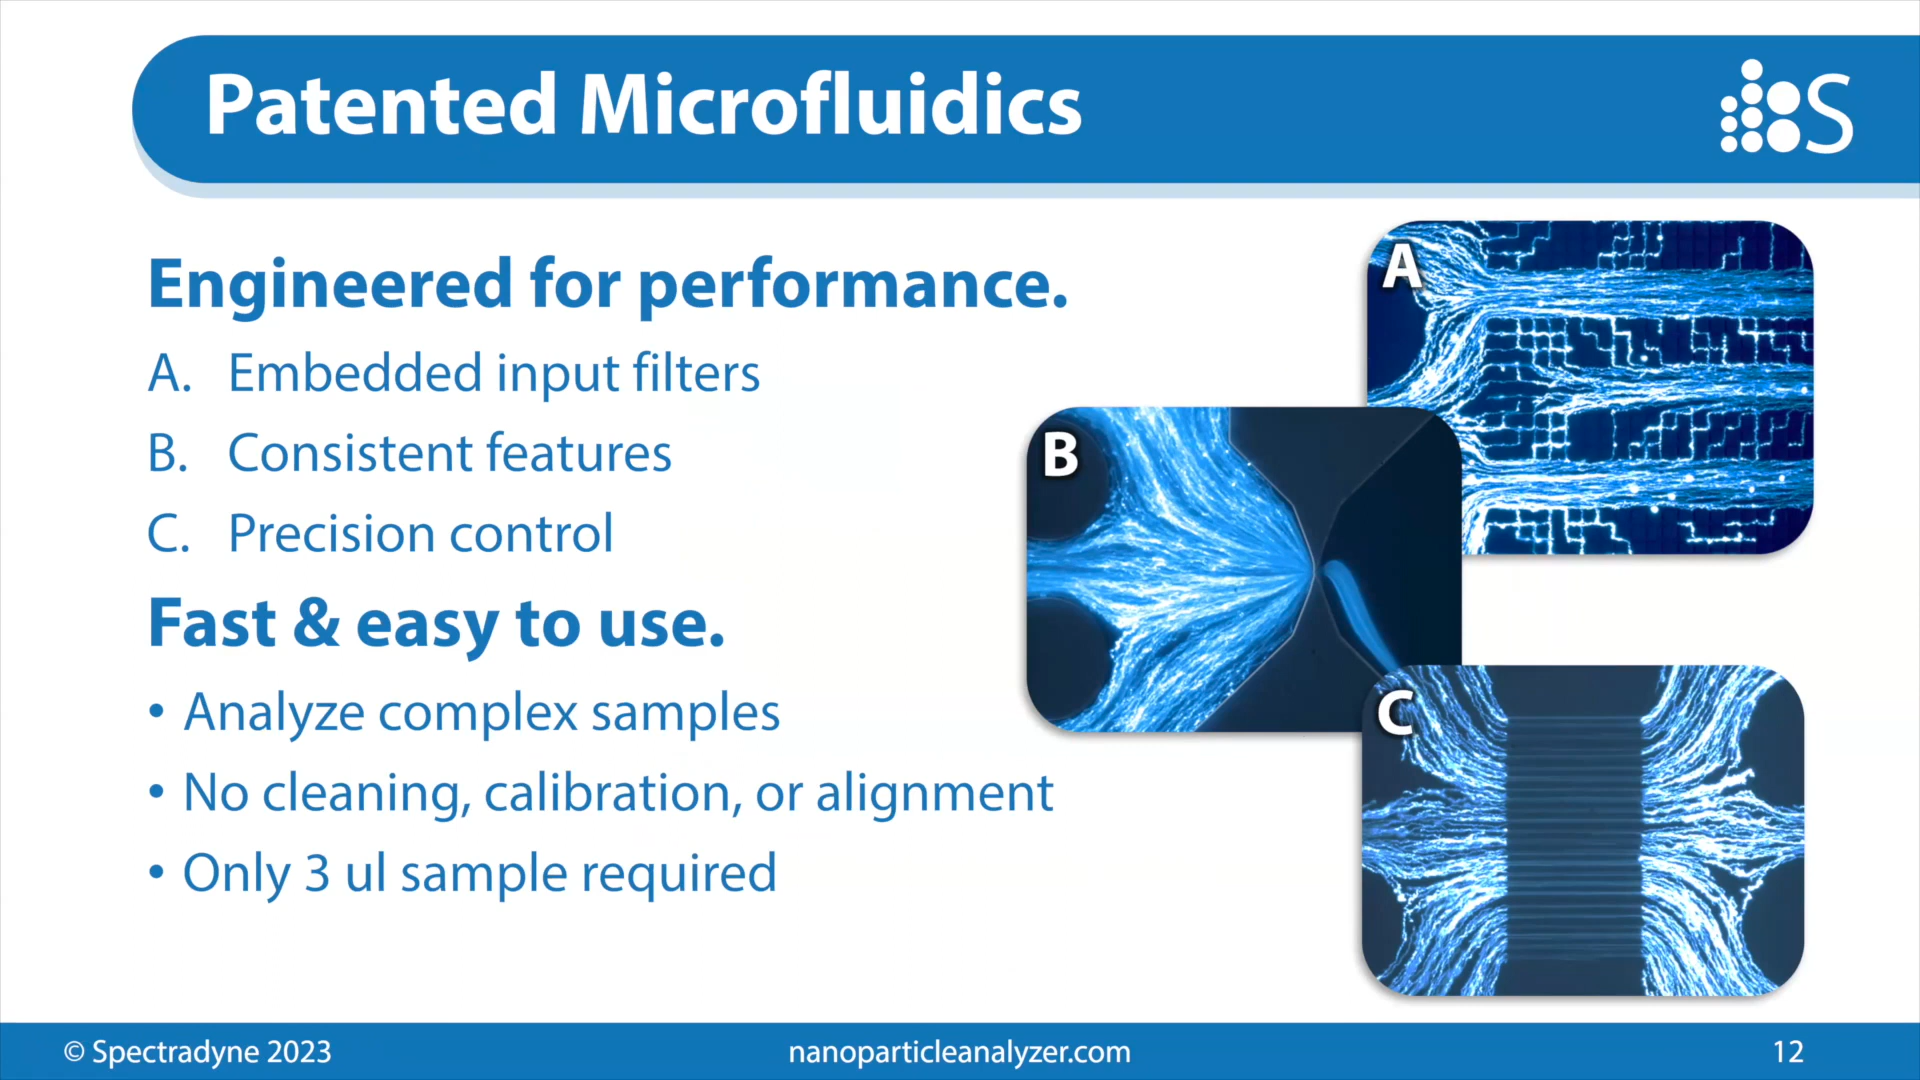 Patented Microfluidics
S
Engineered for performance.
A. Embedded input filters
B. Consistent features
C. Precision control
Fast & easy to use.
• Analyze complex samples
• No cleaning, calibration, or alignment
• Only 3 ul sample required
A
B
C
© Spectradyne 2023
nanoparticleanalyzer.com
12